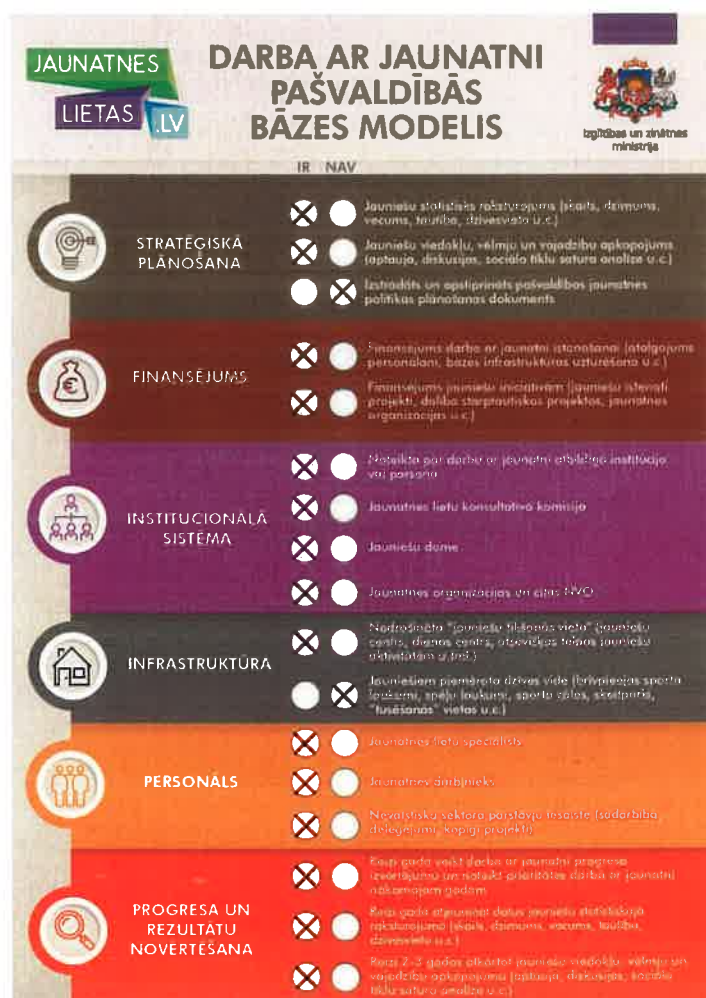 JAUNATNES
LIETAS
.LV
DARBA AR JAUNATNI
PAŠVALDĪBĀS
BĀZES MODELIS
Izglītības un zinātnes
ministrija
IR NAV
STRATĒĢISKĀ
PLĀNOŠANA
Jauniešu statistisks raksturojums (skaits, dzimums,
vecums, tautība, dzīvesvieta u.c.)
Jauniešu viedokļu, vēlmju un vajadzību apkopojums
(aptauja, diskusijas, sociālo tīklu satura analīze u.c.)
Izstrādāts un apstiprināts pašvaldības jaunatnes
politikas plānošanas dokuments
FINANSĒJUMS
Finansējums darba ar jaunatni īstenošanai (atalgojums
personālam, bāzes infrastruktūras uzturēšana u.c.)
Finansējums jauniešu iniciatīvām (jauniešu īstenoti
projekti, dalība starptautiskos projektos, jaunatnes
organizācijas u.c.)
INSTITUCIONĀLĀ
SISTĒMA
Noteikta par darbu ar jaunatni atbildīgā institūcija
vai persona
Jaunatnes lietu konsultatīvā komisija
Jauniešu dome
Jaunatnes organizācijas un citas NVO
INFRASTRUKTŪRA
Nodrošināta "jauniešu tikšanās vieta" (jauniešu
centrs, dienas centrs, atsevišķas telpas jauniešu
aktivitātēm u.tml.)
Jauniešiem piemērota dzīves vide (brīvpieejas sporta
laukumi, spēļu laukumi, sporta zāles, skeitparks,
"tusēšanās" vietas u.c.)
PERSONĀLS
Jaunatnes lietu speciālists
Jaunatnes darbinieks
Nevalstiskā sektora pārstāvju iesaiste (sadarbība,
deleģējumi, kopīgi projekti)
PROGRESA UN
REZULTĀTU
NOVĒRTĒŠANA
Reizi gadā veikt darba ar jaunatni progresa
izvērtējumu un noteikt prioritātes darba ar jaunatni
nākamajam gadam
Reizi gadā atjaunināt datus jauniešu statistiskajā
raksturojumā (skaits, dzimums, vecums, tautība,
dzīvesvieta u.c.)
Reizi 2-3 gados atkārtot jauniešu viedokļu, vēlmju un
vajadzību apkopojumu (aptauja, diskusijas, sociālo
tīklu satura analīze u.c.)